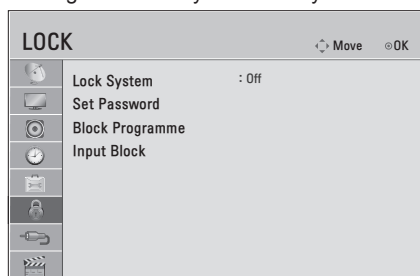 LOCK
Move
OK
Lock System : Off
Set Password
Block Programme
Input Block